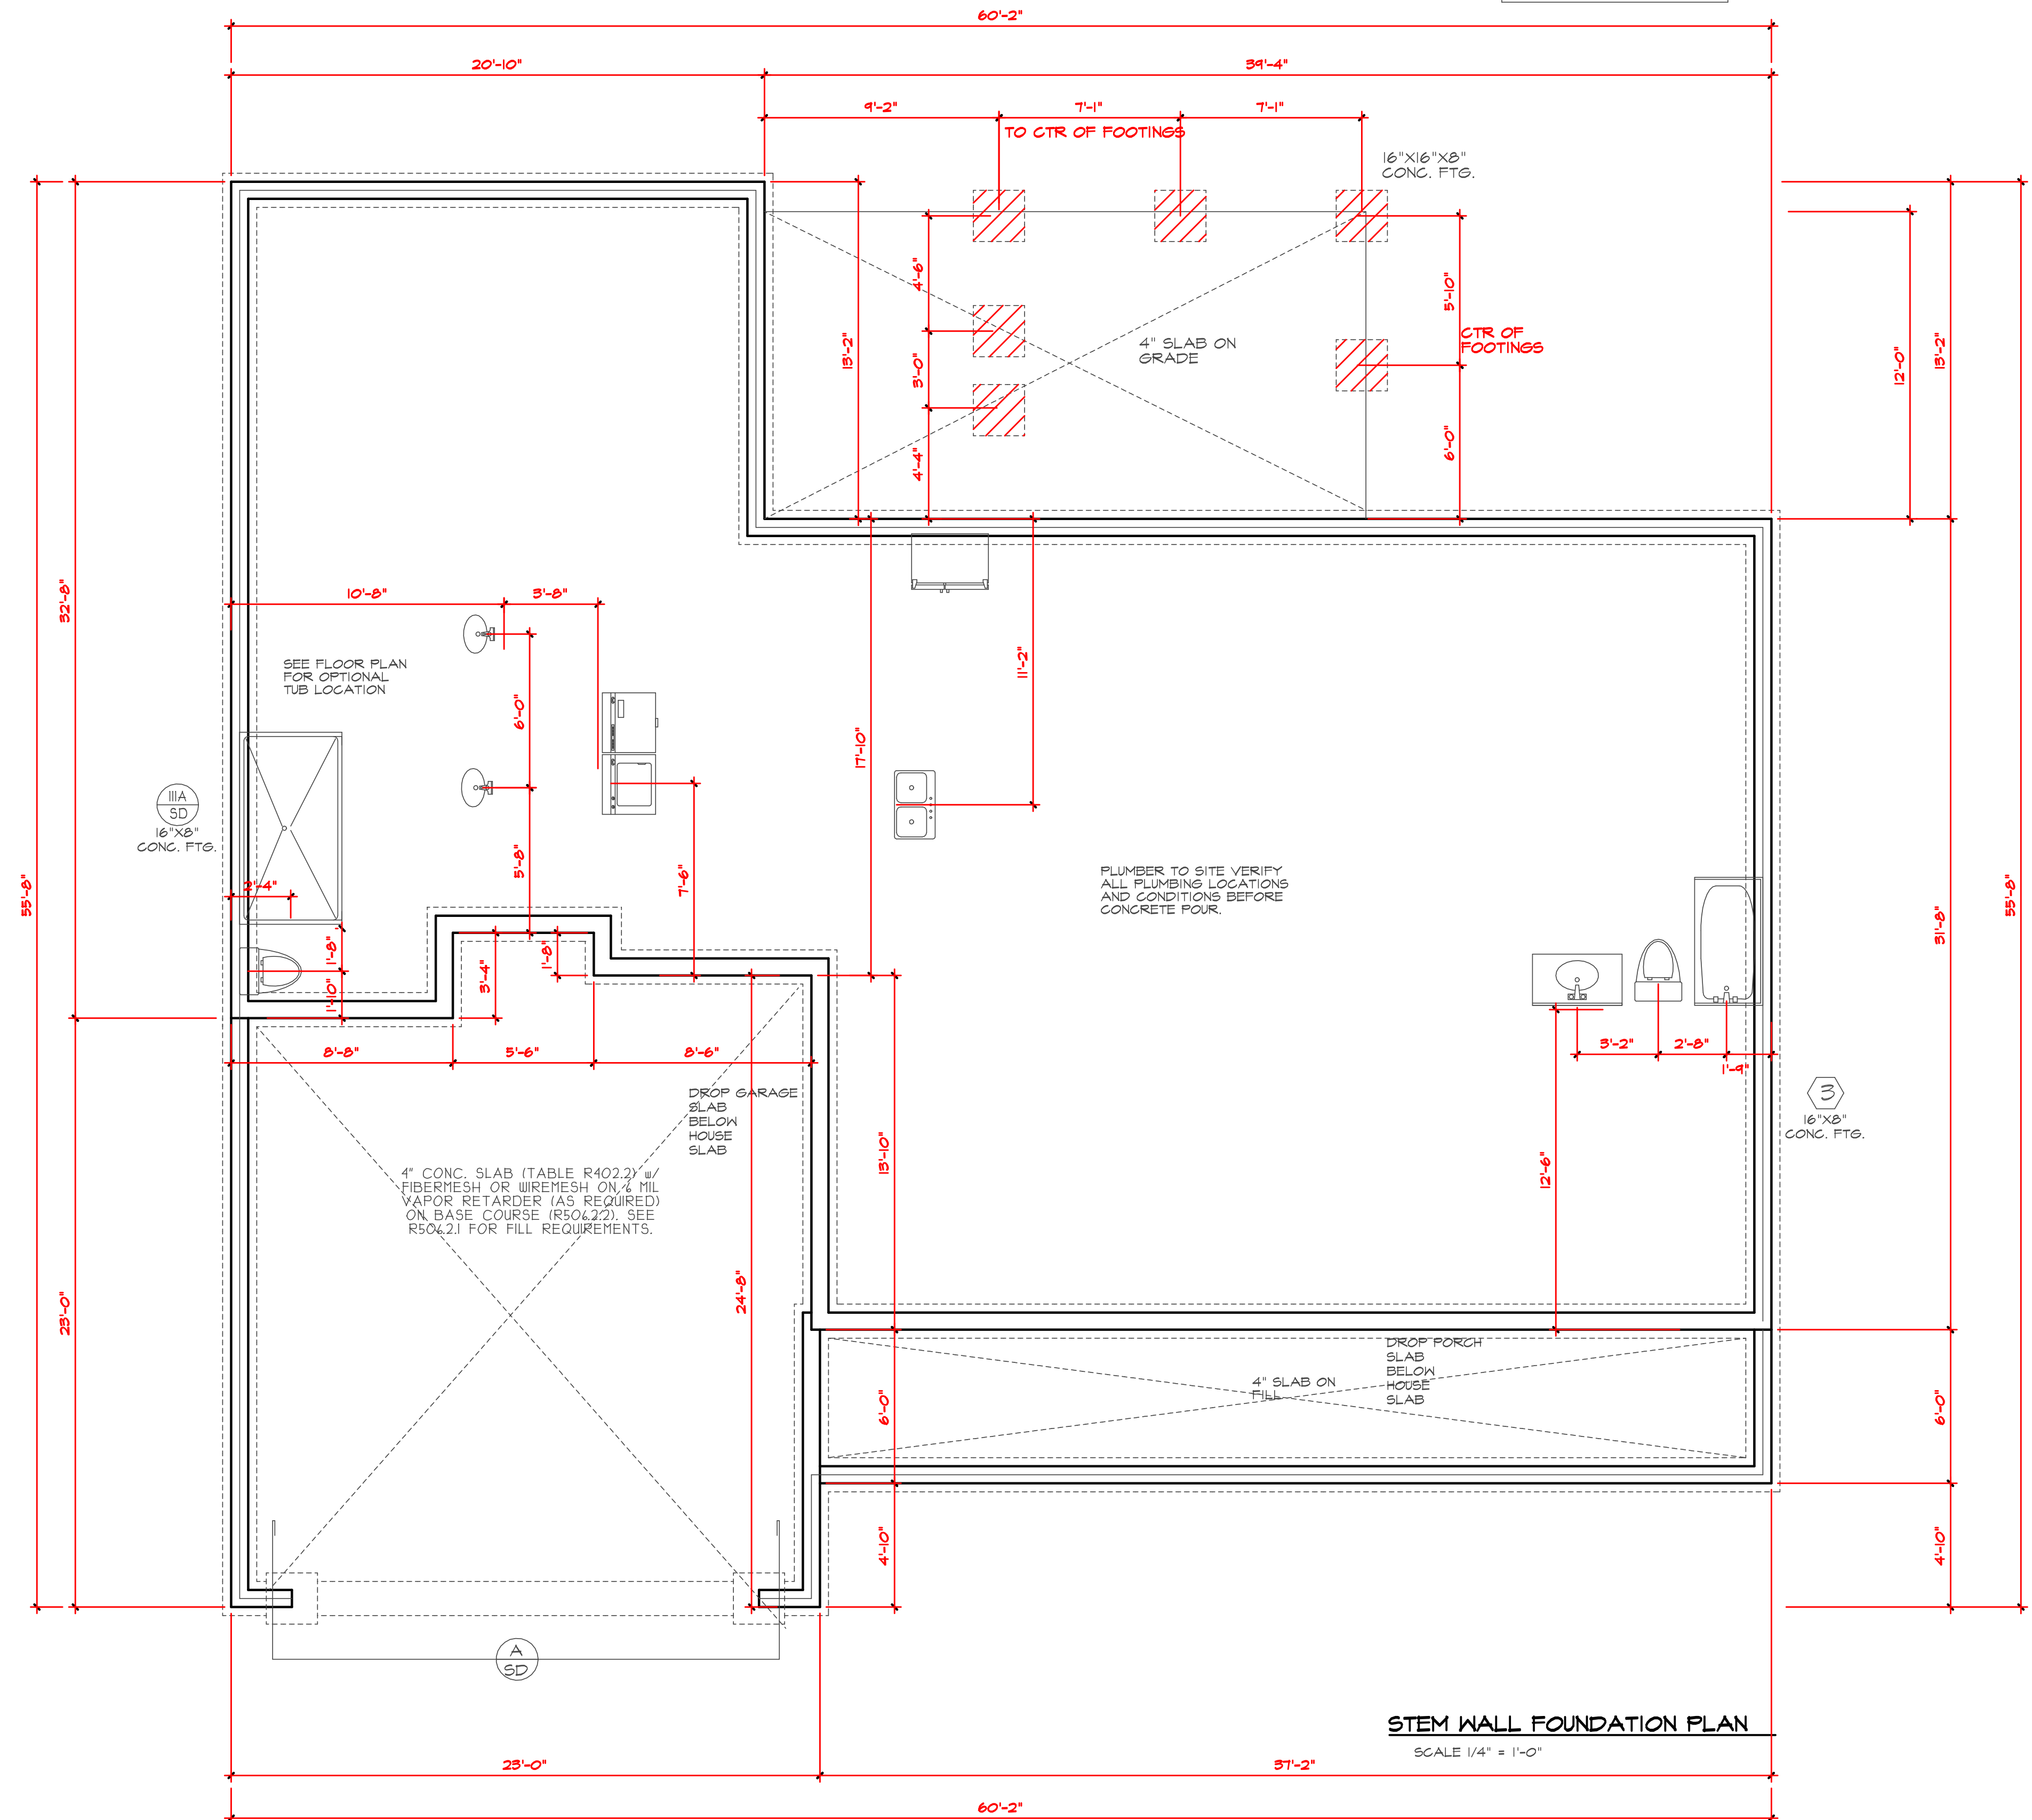 60'-2"
20'-10"
39'-4"
9'-2"
7'-1"
7'-1"
TO CTR OF FOOTINGS
16"X16"X8"
CONC. FTG.
4'-6"
3'-0"
4'-4"
13'-2"
5'-10"
CTR OF
FOOTINGS
6'-0"
4" SLAB ON
GRADE
12'-0"
13'-2"
55'-8"
32'-8"
10'-8"
3'-8"
SEE FLOOR PLAN
FOR OPTIONAL
TUB LOCATION
6'-0"
5'-8"
7'-6"
17'-10"
11'-2"
IIIA
SD
16"X8"
CONC. FTG.
2'-4"
1'-8"
1'-10"
3'-4"
1'-8"
PLUMBER TO SITE VERIFY
ALL PLUMBING LOCATIONS
AND CONDITIONS BEFORE
CONCRETE POUR.
31'-8"
55'-8"
8'-8"
5'-6"
8'-6"
3'-2"
2'-8"
1'-9"
3
16"X8"
CONC. FTG.
DROP GARAGE
SLAB
BELOW
HOUSE
SLAB
4" CONC. SLAB (TABLE R402.2) w/
FIBERMESH OR WIREMESH ON 6 MIL
VAPOR RETARDER (AS REQUIRED)
ON BASE COURSE (R506.2.2). SEE
R506.2.1 FOR FILL REQUIREMENTS.
13'-10"
12'-6"
23'-0"
24'-8"
DROP PORCH
SLAB
BELOW
HOUSE
SLAB
4" SLAB ON
FILL
6'-0"
6'-0"
4'-10"
4'-10"
A
SD
STEM WALL FOUNDATION PLAN
SCALE 1/4" = 1'-0"
23'-0"
37'-2"
60'-2"